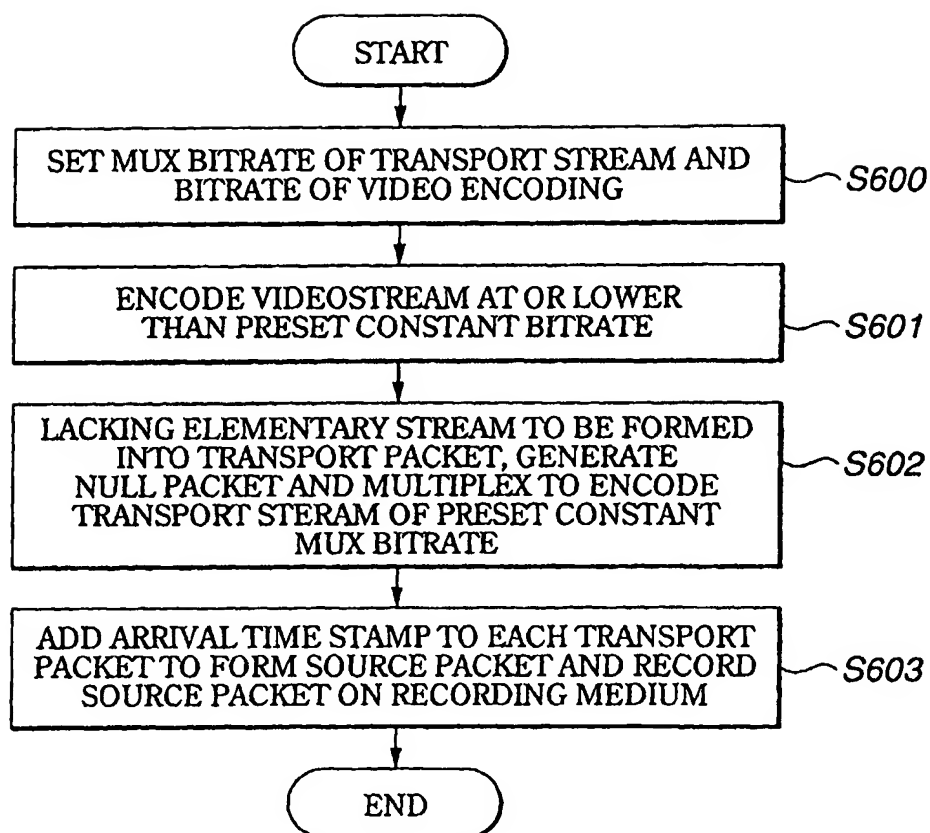 START
SET MUX BITRATE OF TRANSPORT STREAM AND
BITRATE OF VIDEO ENCODING
S600
ENCODE VIDEOSTREAM AT OR LOWER
THAN PRESET CONSTANT BITRATE
S601
LACKING ELEMENTARY STREAM TO BE FORMED
INTO TRANSPORT PACKET, GENERATE
NULL PACKET AND MULTIPLEX TO ENCODE
TRANSPORT STERAM OF PRESET CONSTANT
MUX BITRATE
S602
ADD ARRIVAL TIME STAMP TO EACH TRANSPORT
PACKET TO FORM SOURCE PACKET AND RECORD
SOURCE PACKET ON RECORDING MEDIUM
S603
END